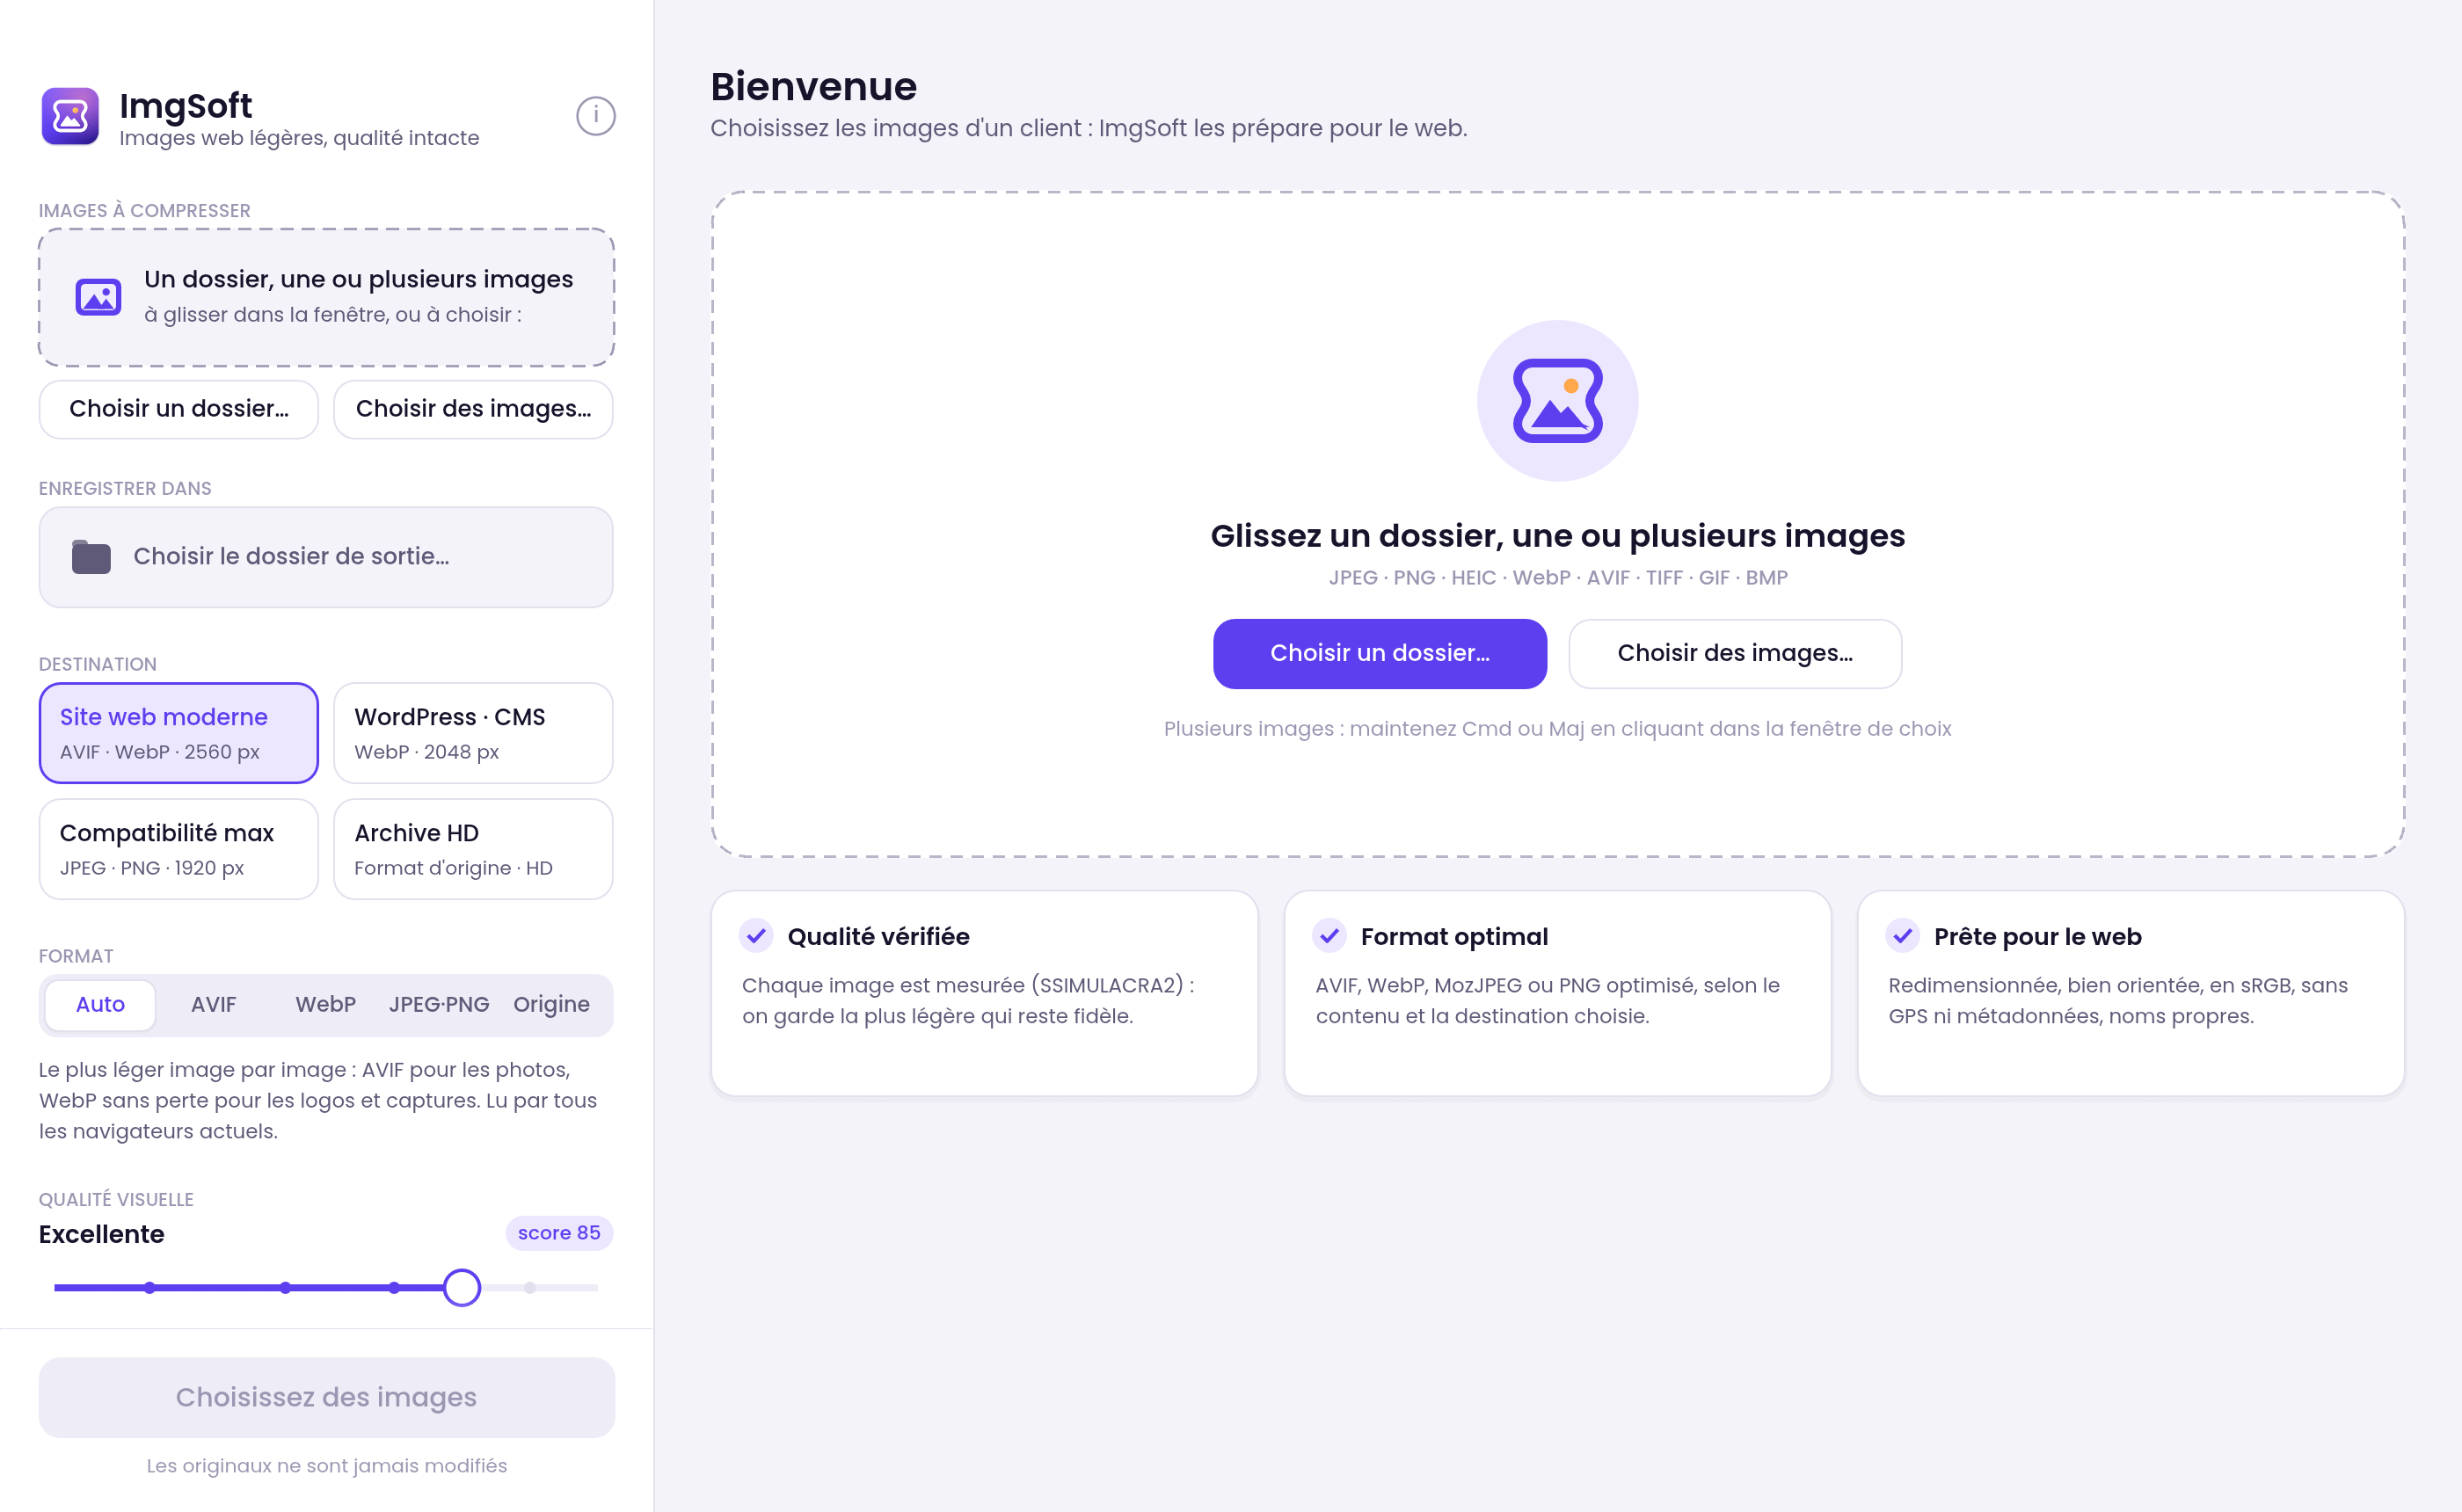 ImgSoft
Images web légères, qualité intacte
i
IMAGES À COMPRESSER
Un dossier, une ou plusieurs images
à glisser dans la fenêtre, ou à choisir :
Choisir un dossier…
Choisir des images…
ENREGISTRER DANS
Choisir le dossier de sortie…
DESTINATION
Site web moderne
AVIF · WebP · 2560 px
WordPress · CMS
WebP · 2048 px
Compatibilité max
JPEG · PNG · 1920 px
Archive HD
Format d'origine · HD
FORMAT
Auto
AVIF
WebP
JPEG·PNG
Origine
Le plus léger image par image : AVIF pour les photos,
WebP sans perte pour les logos et captures. Lu par tous
les navigateurs actuels.
QUALITÉ VISUELLE
Excellente
score 85
Choisissez des images
Les originaux ne sont jamais modifiés
Bienvenue
Choisissez les images d'un client : ImgSoft les prépare pour le web.
Glissez un dossier, une ou plusieurs images
JPEG · PNG · HEIC · WebP · AVIF · TIFF · GIF · BMP
Choisir un dossier…
Choisir des images…
Plusieurs images : maintenez Cmd ou Maj en cliquant dans la fenêtre de choix
Qualité vérifiée
Chaque image est mesurée (SSIMULACRA2) :
on garde la plus légère qui reste fidèle.
Format optimal
AVIF, WebP, MozJPEG ou PNG optimisé, selon le
contenu et la destination choisie.
Prête pour le web
Redimensionnée, bien orientée, en sRGB, sans
GPS ni métadonnées, noms propres.